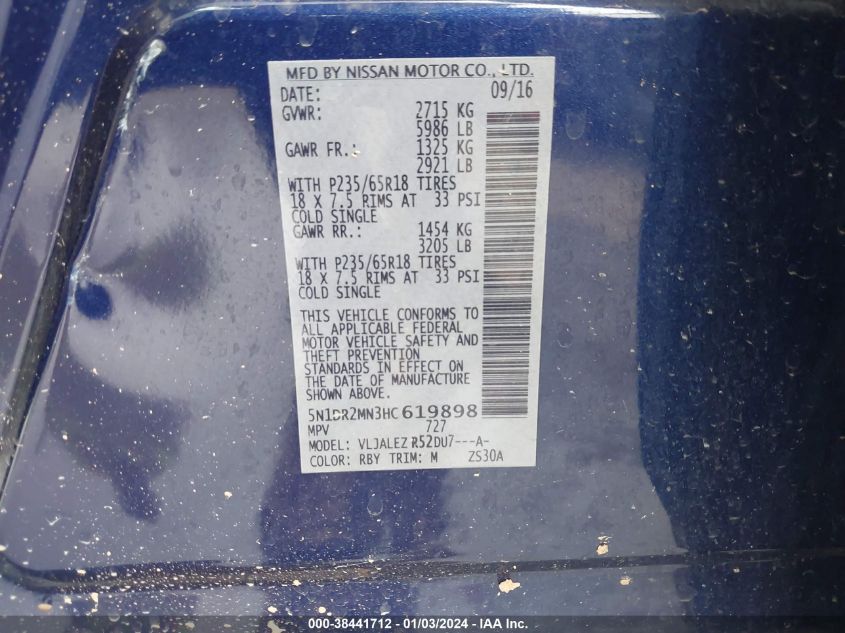 MFD BY NISSAN MOTOR CO., LTD.
DATE: 09/16
GVWR: 2715 KG
5986 LB
GAWR FR.: 1325 KG
2921 LB
WITH P235/65R18 TIRES
18 X 7.5 RIMS AT 33 PSI
COLD SINGLE
GAWR RR.: 1454 KG
3205 LB
WITH P235/65R18 TIRES
18 X 7.5 RIMS AT 33 PSI
COLD SINGLE
THIS VEHICLE CONFORMS TO
ALL APPLICABLE FEDERAL
MOTOR VEHICLE SAFETY AND
THEFT PREVENTION
STANDARDS IN EFFECT ON
THE DATE OF MANUFACTURE
SHOWN ABOVE.
5N1DR2MN3HC619898
MPV 727
MODEL: VLJALEZ R52DU7---A-
COLOR: RBY TRIM: M ZS30A
000-38441712 - 01/03/2024 - IAA Inc.